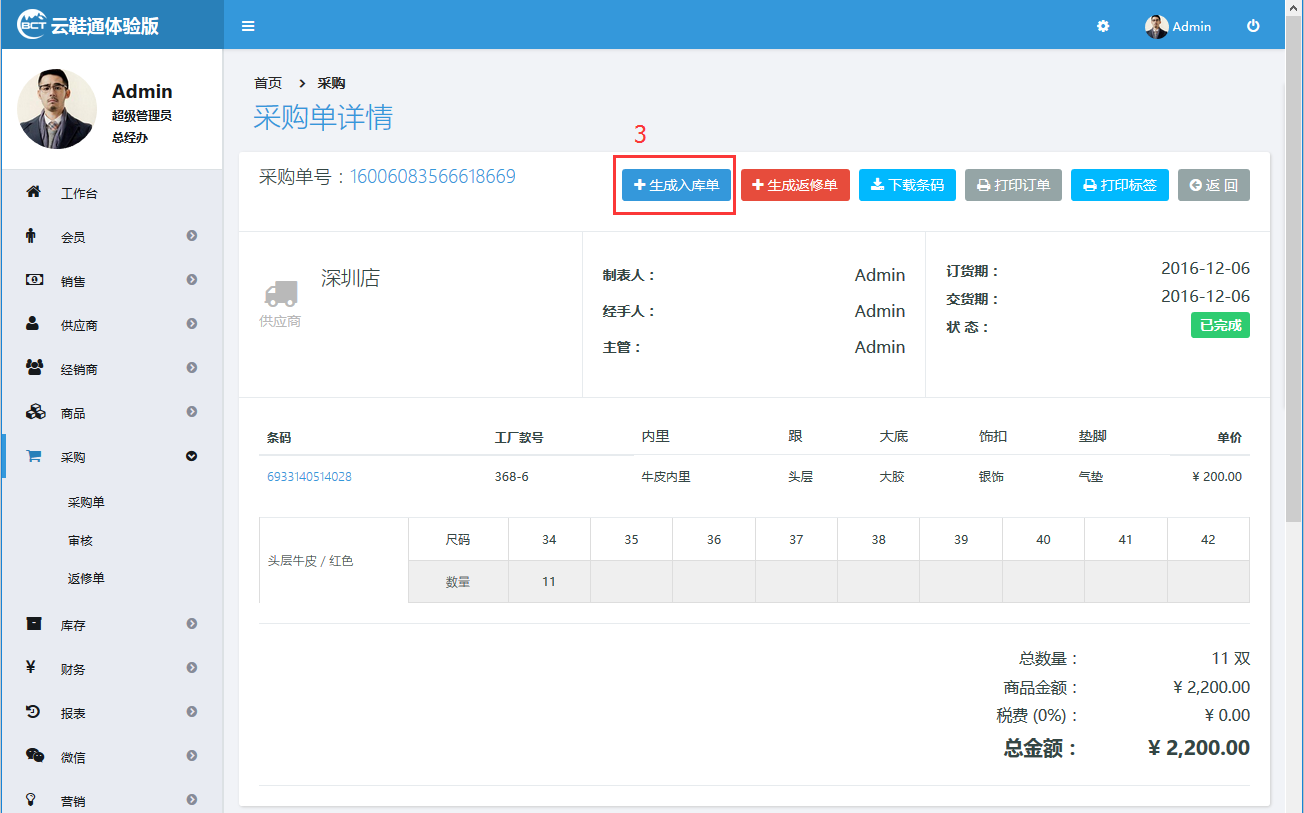 BCT 云鞋通体验版
Admin
Admin
超级管理员
总经办
工作台
会员
销售
供应商
经销商
商品
采购
采购单
审核
返修单
库存
财务
报表
微信
营销
首页 > 采购
采购单详情
3
采购单号：16006083566618669
生成入库单 生成返修单 下载条码 打印订单 打印标签 返 回
深圳店
供应商
制表人： Admin
经手人： Admin
主管： Admin
订货期： 2016-12-06
交货期： 2016-12-06
状 态： 已完成
条码 工厂款号 内里 跟 大底 饰扣 垫脚 单价
6933140514028 368-6 牛皮内里 头层 大胶 银饰 气垫 ¥ 200.00
头层牛皮 / 红色
尺码 34 35 36 37 38 39 40 41 42
数量 11
总数量： 11 双
商品金额： ¥ 2,200.00
税费 (0%)： ¥ 0.00
总金额： ¥ 2,200.00